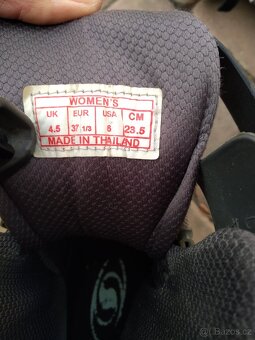 WOMEN'S
UK EUR USA CM
4.5 37 1/3 6 23.5
MADE IN THAILAND
©Bazos.cz